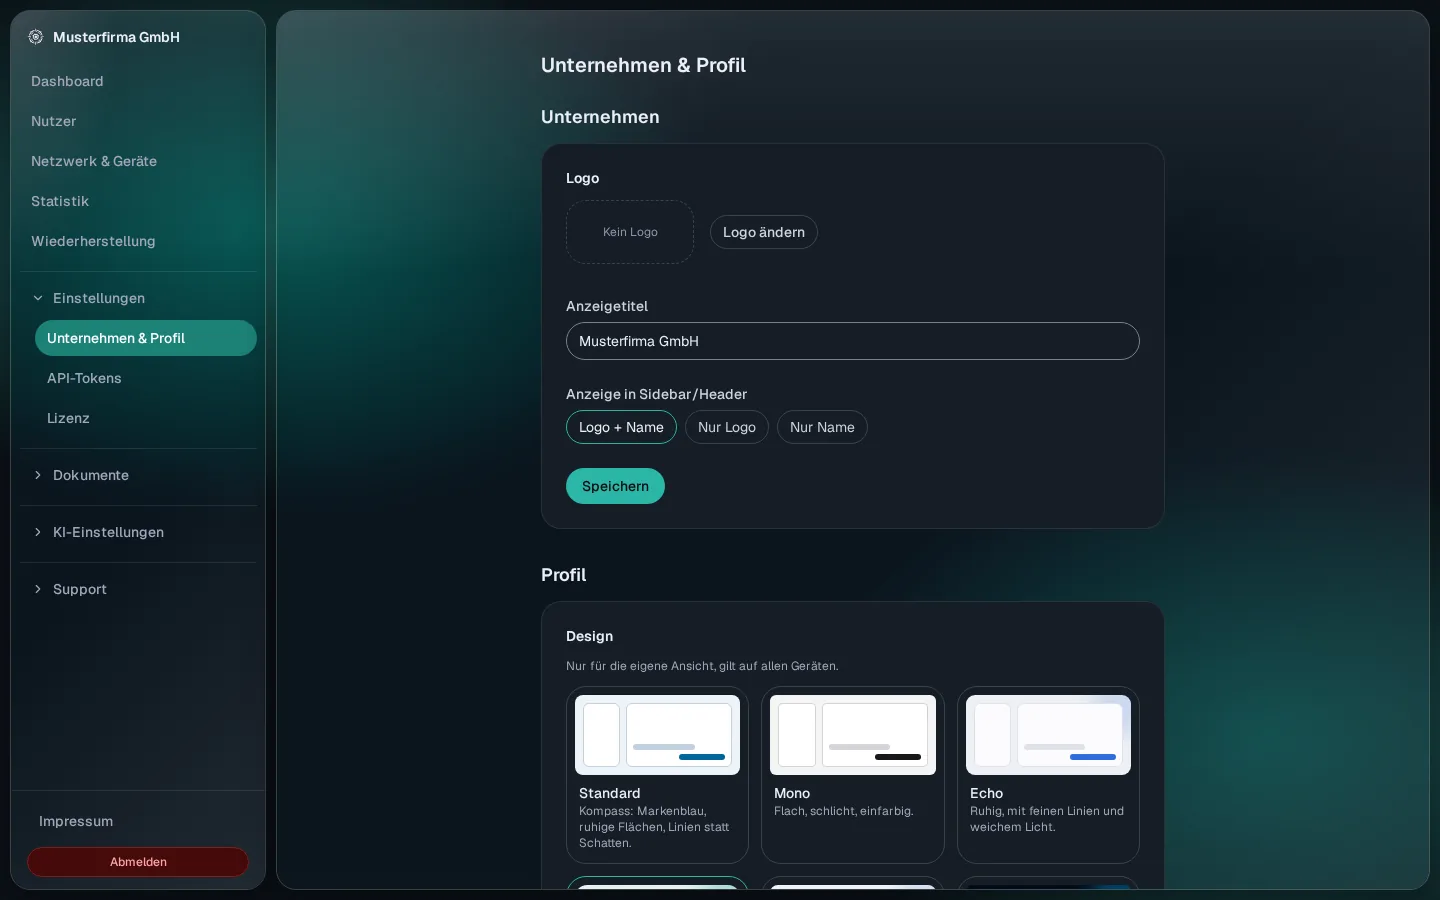 Musterfirma GmbH
Dashboard
Nutzer
Netzwerk & Geräte
Statistik
Wiederherstellung
Einstellungen
Unternehmen & Profil
API-Tokens
Lizenz
Dokumente
KI-Einstellungen
Support
Impressum
Abmelden
Unternehmen & Profil
Unternehmen
Logo
Kein Logo
Logo ändern
Anzeigetitel
Musterfirma GmbH
Anzeige in Sidebar/Header
Logo + Name
Nur Logo
Nur Name
Speichern
Profil
Design
Nur für die eigene Ansicht, gilt auf allen Geräten.
Standard
Kompass: Markenblau,
ruhige Flächen, Linien statt
Schatten.
Mono
Flach, schlicht, einfarbig.
Echo
Ruhig, mit feinen Linien und
weichem Licht.